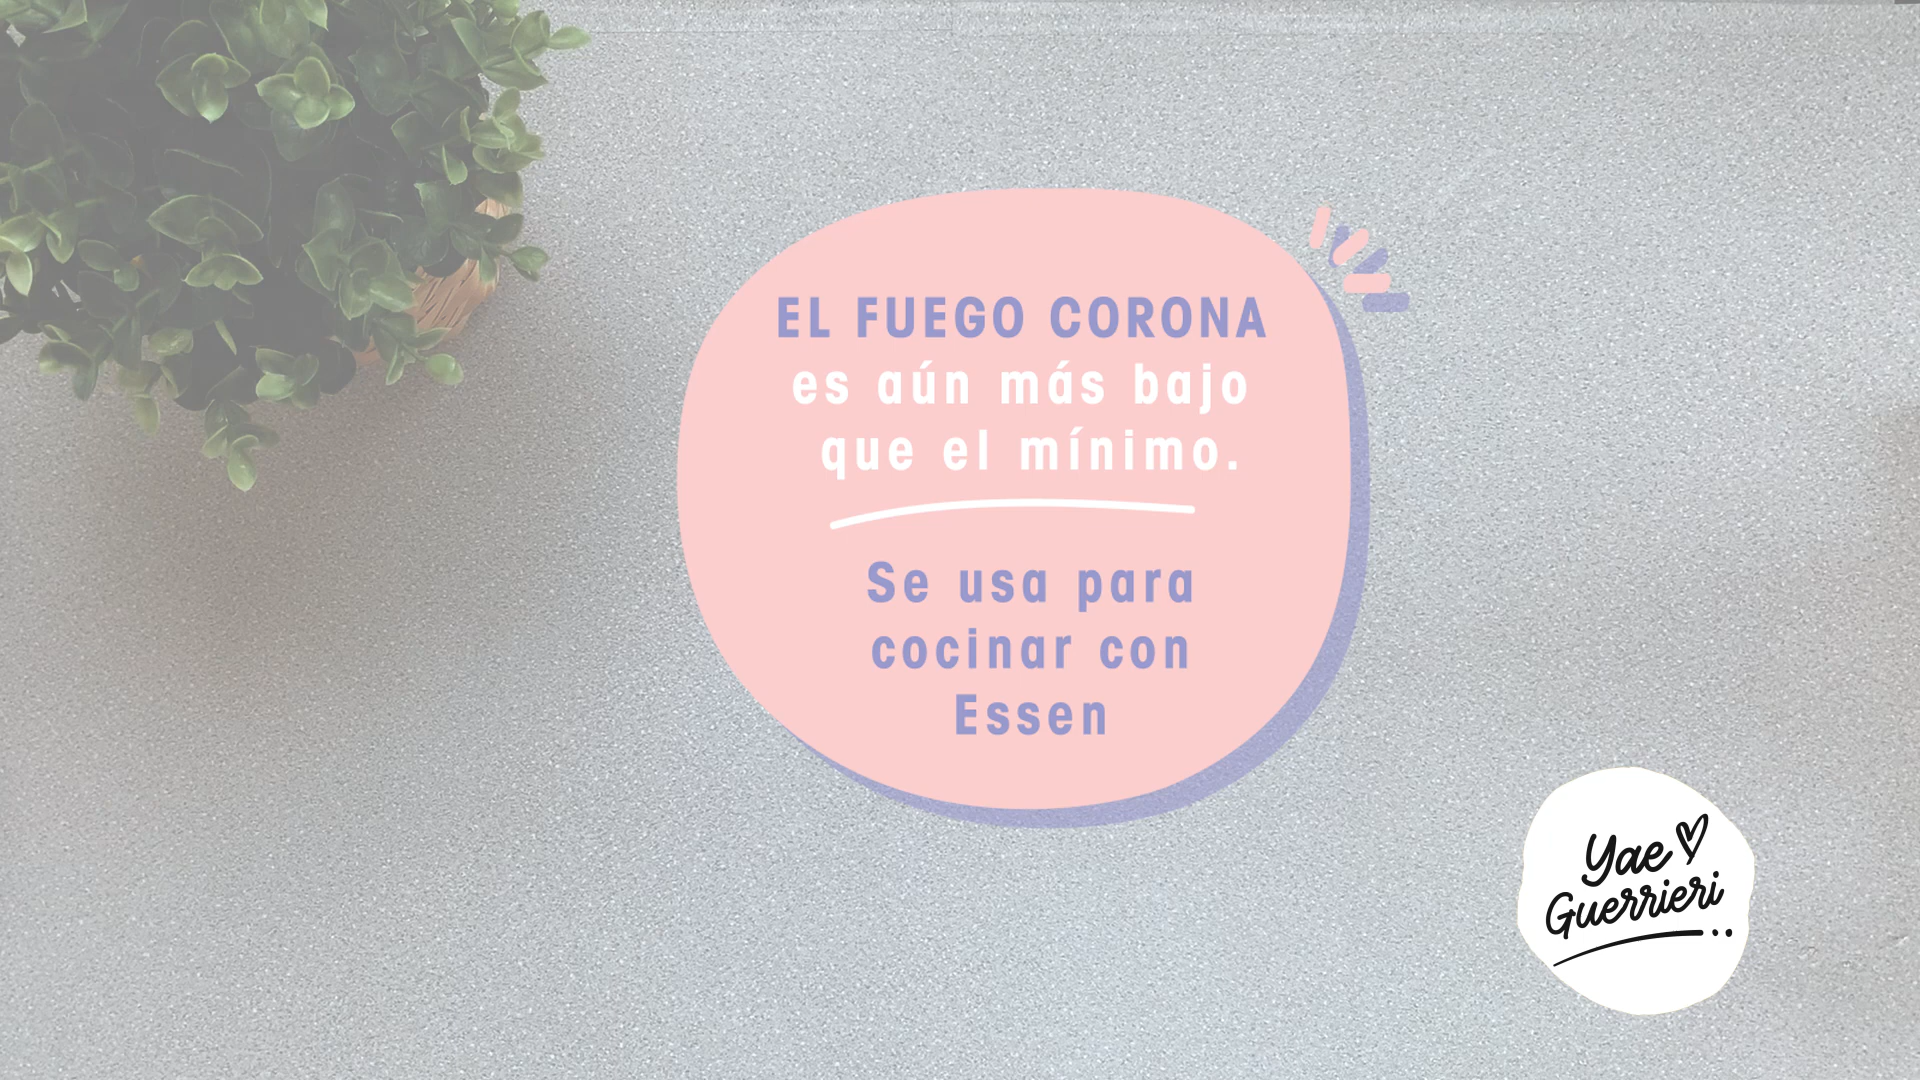 EL FUEGO CORONA
es aún más bajo
que el mínimo.
Se usa para
cocinar con
Essen
Yae
Guerrieri